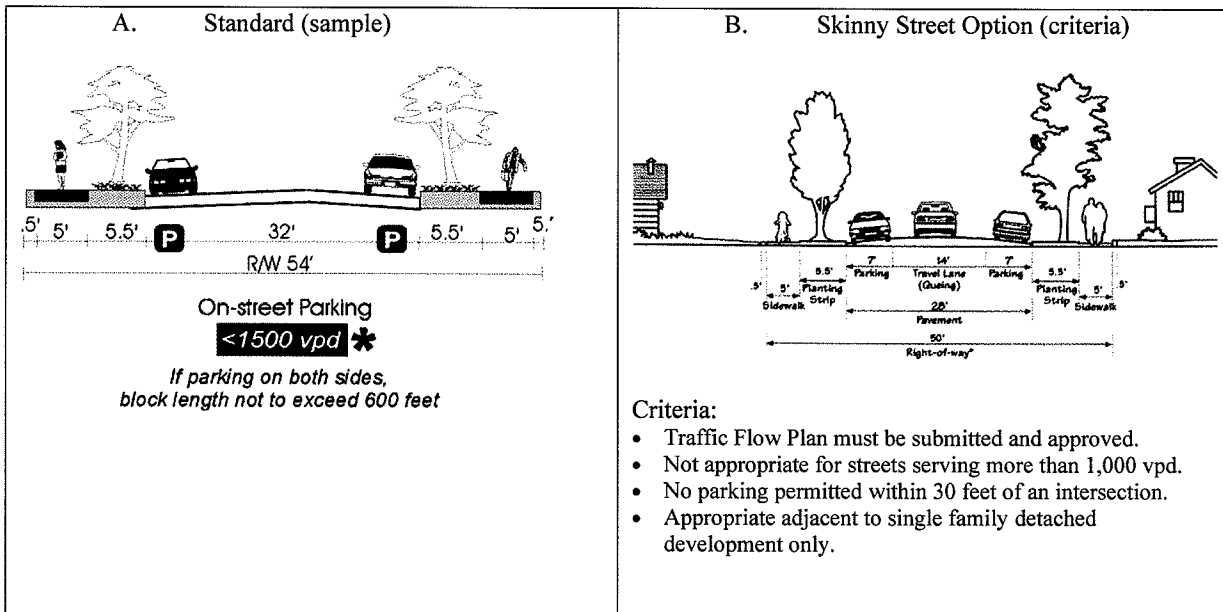 A. Standard (sample)
.5' 5' 5.5' P 32' P 5.5' 5' 5.'
R/W 54'
On-street Parking
<1500 vpd *
If parking on both sides,
block length not to exceed 600 feet
B. Skinny Street Option (criteria)
7' 14' 7'
5.5' Parking Travel Lane Parking 5.5'
.5' 5' Planting (Queing) Planting 5' .5'
Sidewalk Strip 28' Strip Sidewalk
Pavement
50'
Right-of-way*
Criteria:
• Traffic Flow Plan must be submitted and approved.
• Not appropriate for streets serving more than 1,000 vpd.
• No parking permitted within 30 feet of an intersection.
• Appropriate adjacent to single family detached
development only.